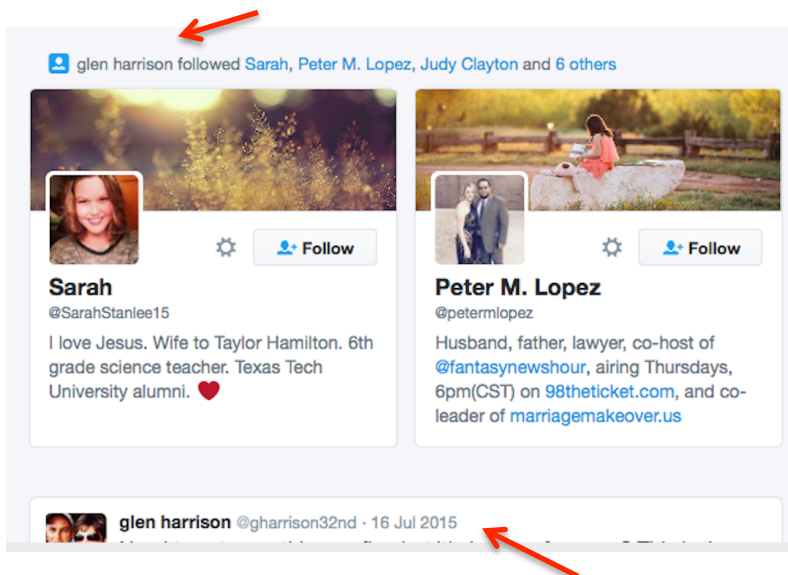 glen harrison followed Sarah, Peter M. Lopez, Judy Clayton and 6 others
Follow
Sarah
@SarahStanlee15
I love Jesus. Wife to Taylor Hamilton. 6th
grade science teacher. Texas Tech
University alumni. ❤
Follow
Peter M. Lopez
@petermlopez
Husband, father, lawyer, co-host of
@fantasynewshour, airing Thursdays,
6pm(CST) on 98theticket.com, and co-
leader of marriagemakeover.us
glen harrison @gharrison32nd · 16 Jul 2015